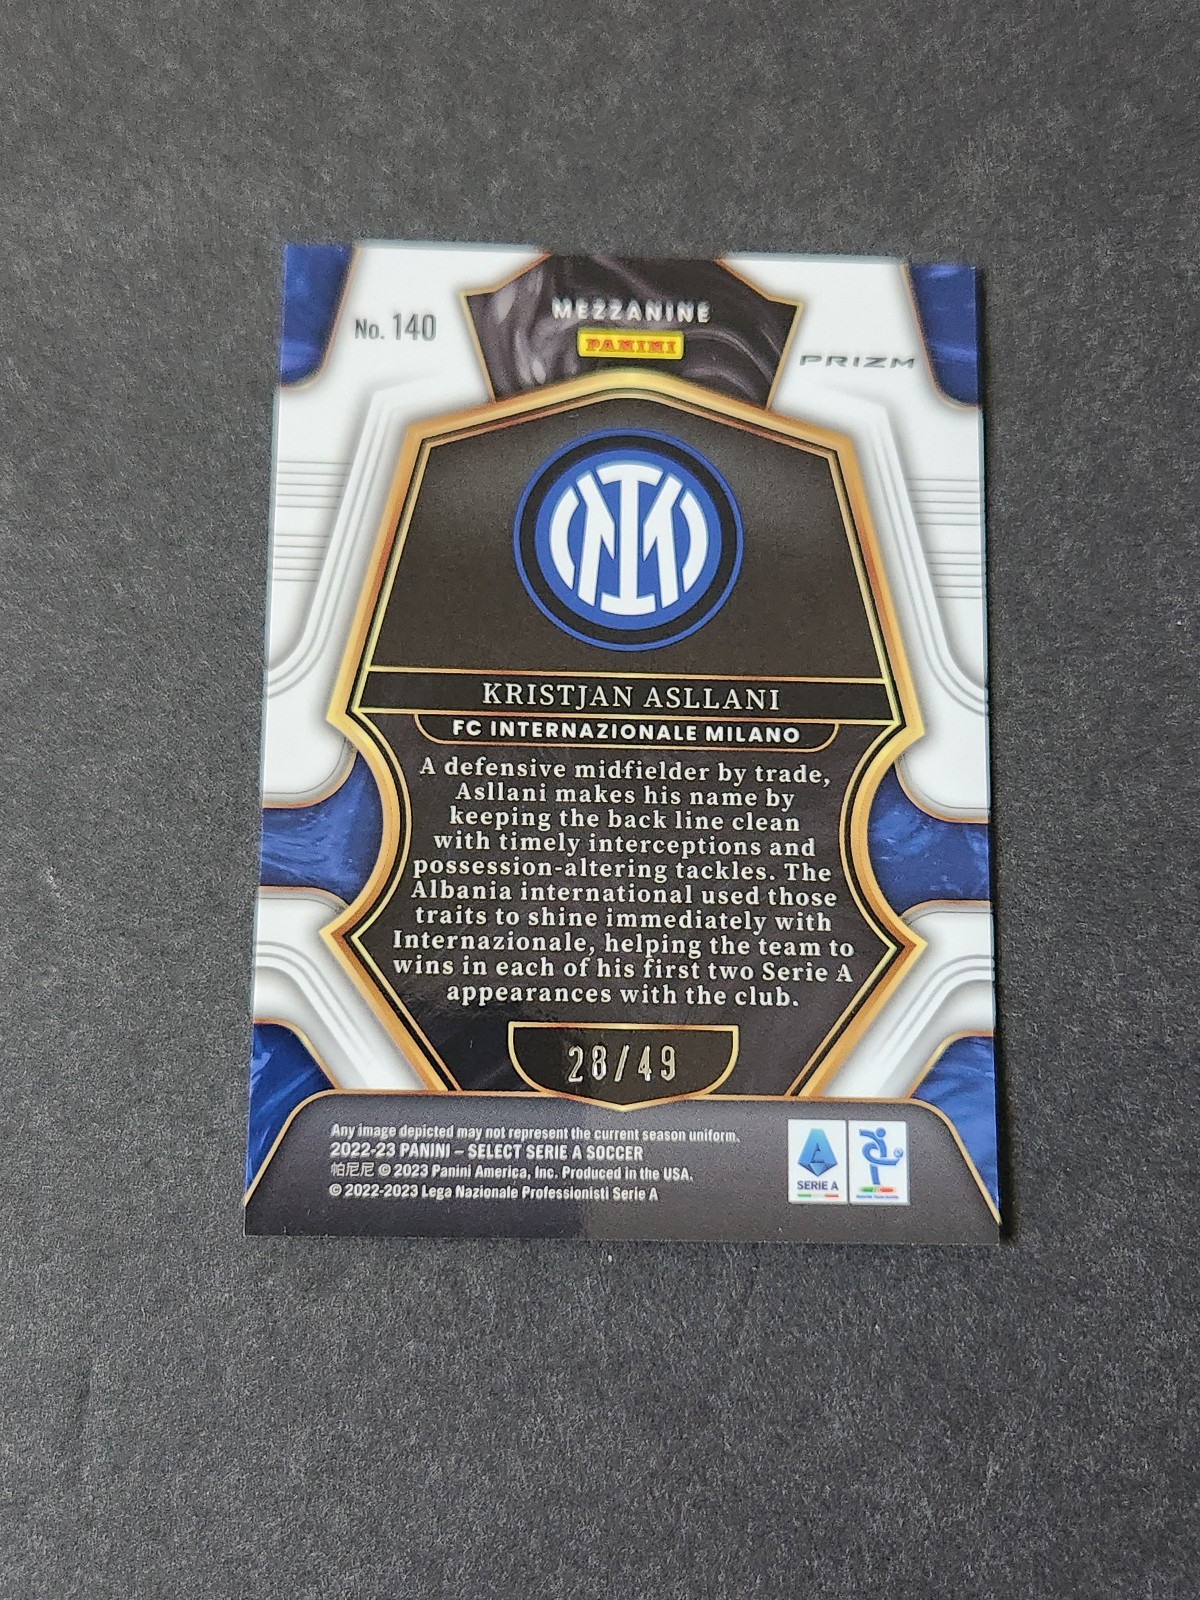 MEZZANINE
No. 140
PANINI
PRIZM
KRISTJAN ASLLANI
FC INTERNAZIONALE MILANO
A defensive midfielder by trade,
Asllani makes his name by
keeping the back line clean
with timely interceptions and
possession-altering tackles. The
Albania international used those
traits to shine immediately with
Internazionale, helping the team to
wins in each of his first two Serie A
appearances with the club.
28/49
Any image depicted may not represent the current season uniform.
2022-23 PANINI – SELECT SERIE A SOCCER
帕尼尼 © 2023 Panini America, Inc. Produced in the USA.
© 2022-2023 Lega Nazionale Professionisti Serie A
SERIE A